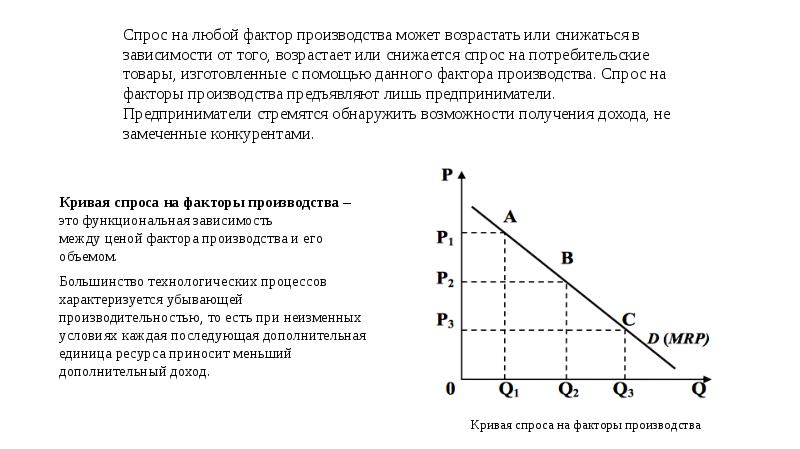 Спрос на любой фактор производства может возрастать или снижаться в
зависимости от того, возрастает или снижается спрос на потребительские
товары, изготовленные с помощью данного фактора производства. Спрос на
факторы производства предъявляют лишь предприниматели.
Предприниматели стремятся обнаружить возможности получения дохода, не
замеченные конкурентами.
Кривая спроса на факторы производства –
это функциональная зависимость
между ценой фактора производства и его
объемом.
Большинство технологических процессов
характеризуется убывающей
производительностью, то есть при неизменных
условиях каждая последующая дополнительная
единица ресурса приносит меньший
дополнительный доход.
P
A
P₁
B
P₂
P₃
C
D (MRP)
0
Q₁
Q₂
Q₃
Q
Кривая спроса на факторы производства